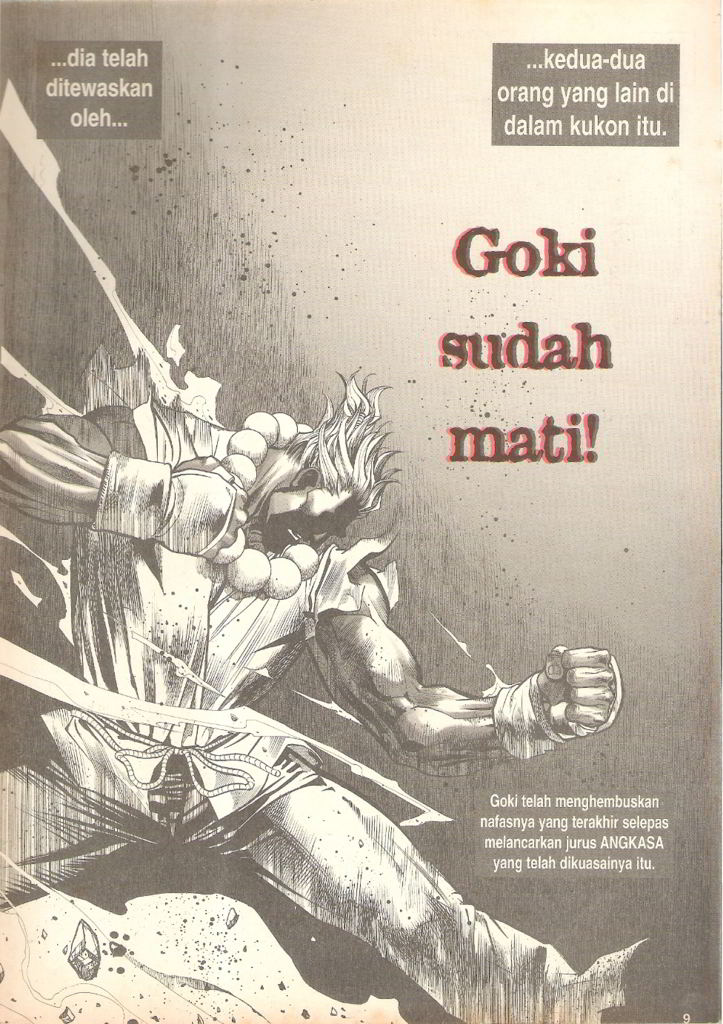 ...dia telah
ditewaskan
oleh...
...kedua-dua
orang yang lain di
dalam kukon itu.
Goki
sudah
mati!
Goki telah menghembuskan
nafasnya yang terakhir selepas
melancarkan jurus ANGKASA
yang telah dikuasainya itu.
9